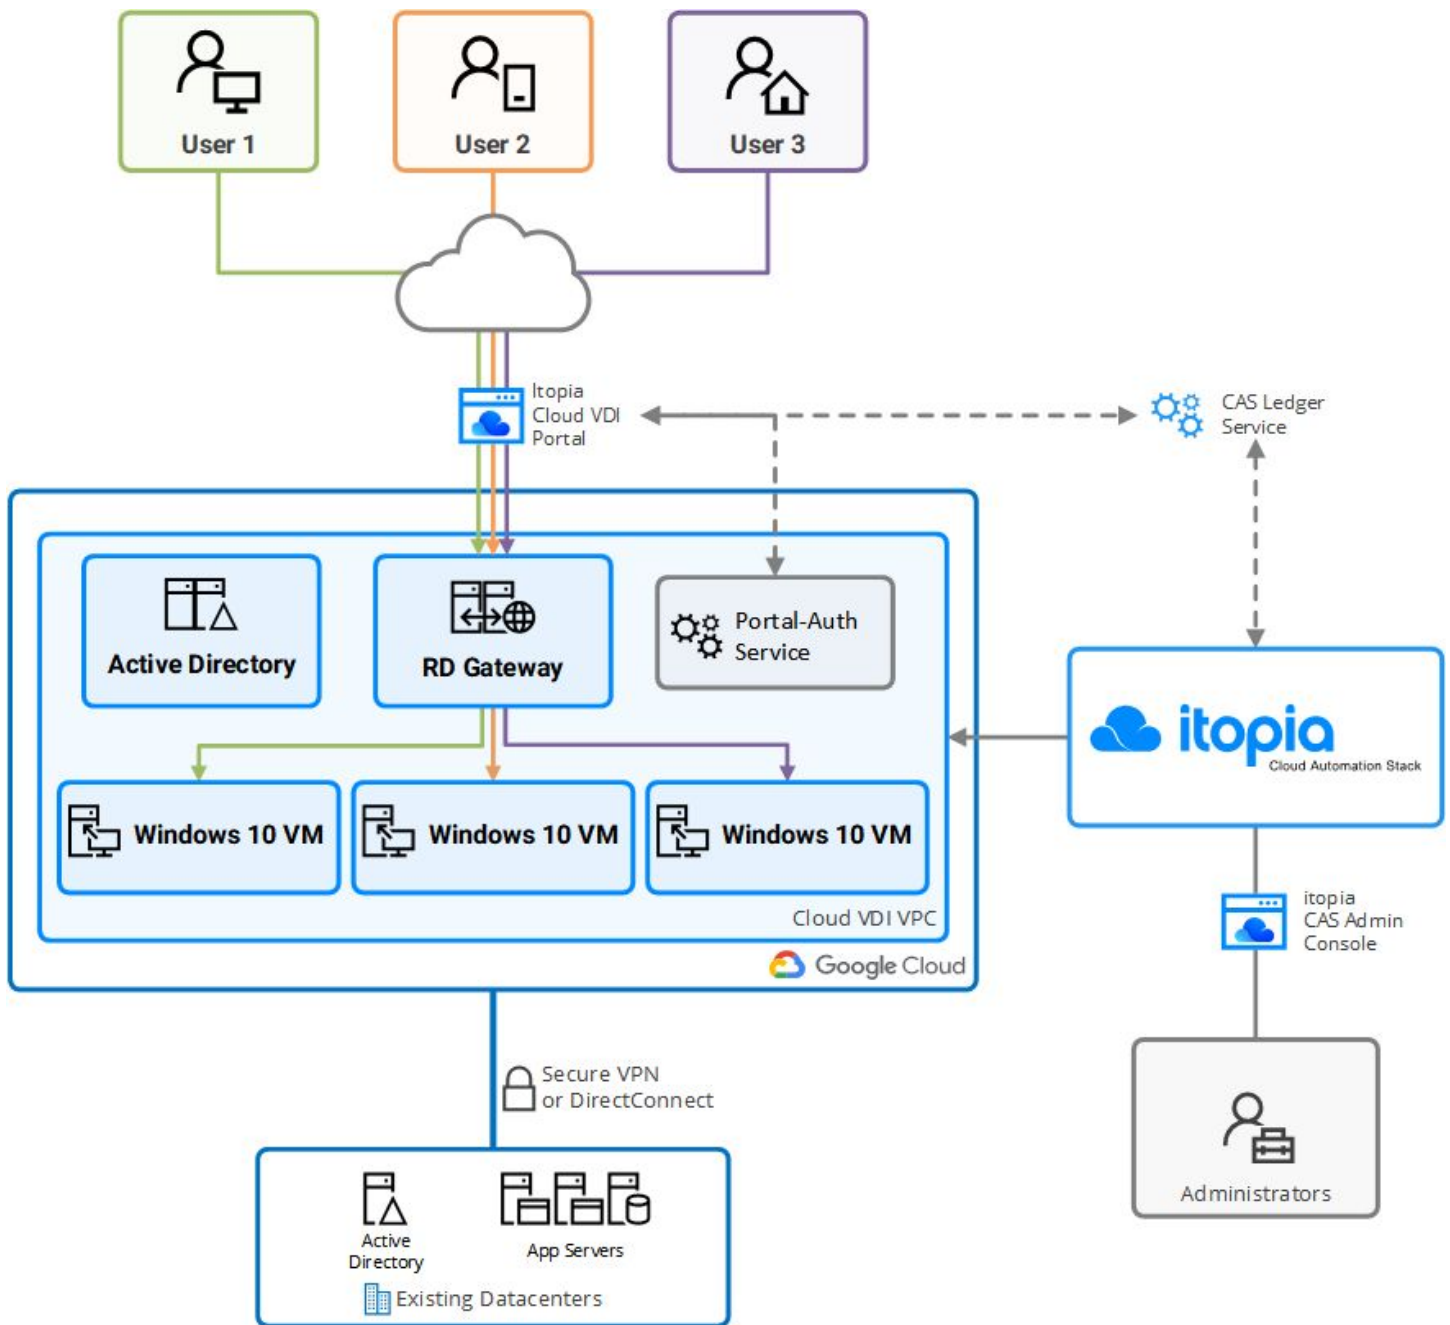 User 1
User 2
User 3
Itopia
Cloud VDI
Portal
CAS Ledger
Service
Active Directory
RD Gateway
Portal-Auth
Service
itopia
Cloud Automation Stack
Windows 10 VM
Windows 10 VM
Windows 10 VM
Cloud VDI VPC
Google Cloud
itopia
CAS Admin
Console
Secure VPN
or DirectConnect
Administrators
Active
Directory
App Servers
Existing Datacenters